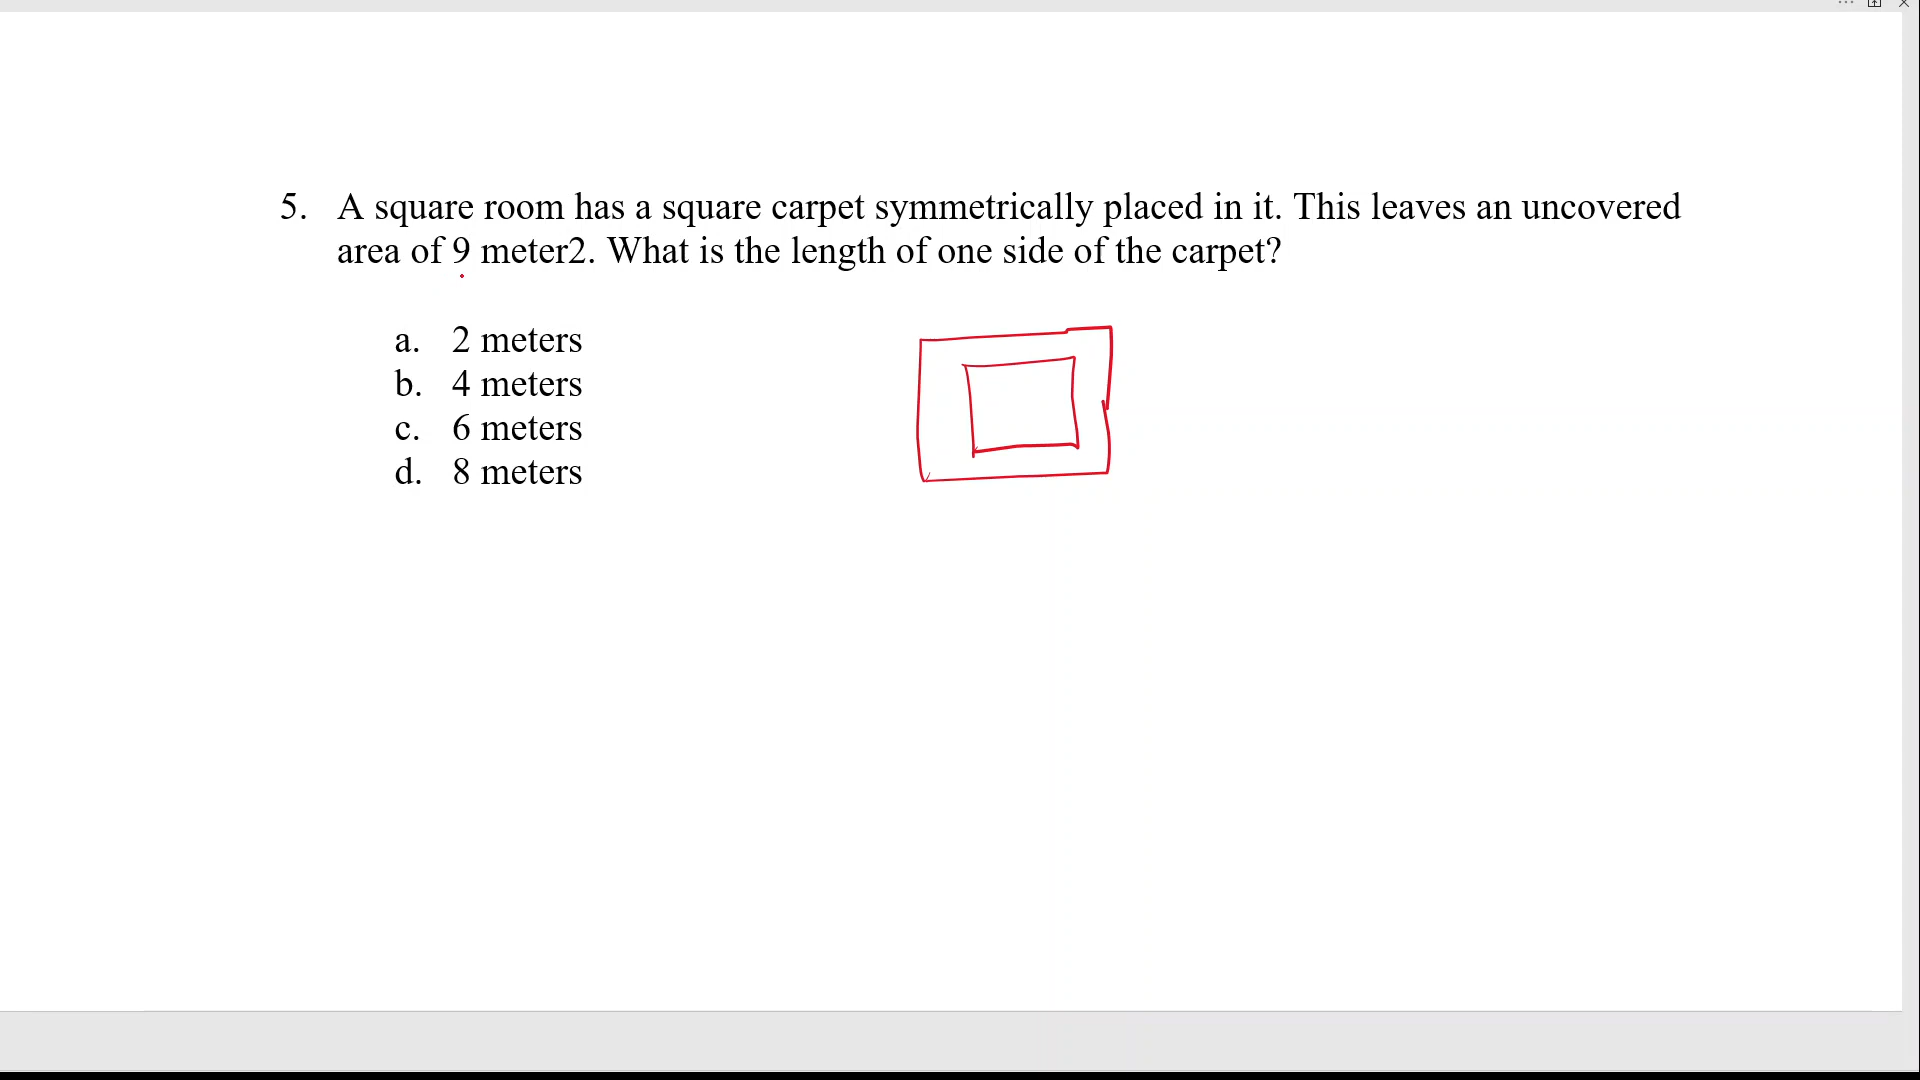 5. A square room has a square carpet symmetrically placed in it. This leaves an uncovered
area of 9 meter2. What is the length of one side of the carpet?
a. 2 meters
b. 4 meters
c. 6 meters
d. 8 meters